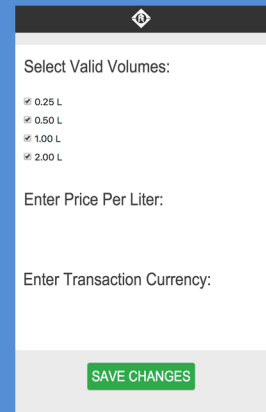 Select Valid Volumes:
0.25 L
0.50 L
1.00 L
2.00 L
Enter Price Per Liter:
Enter Transaction Currency:
SAVE CHANGES